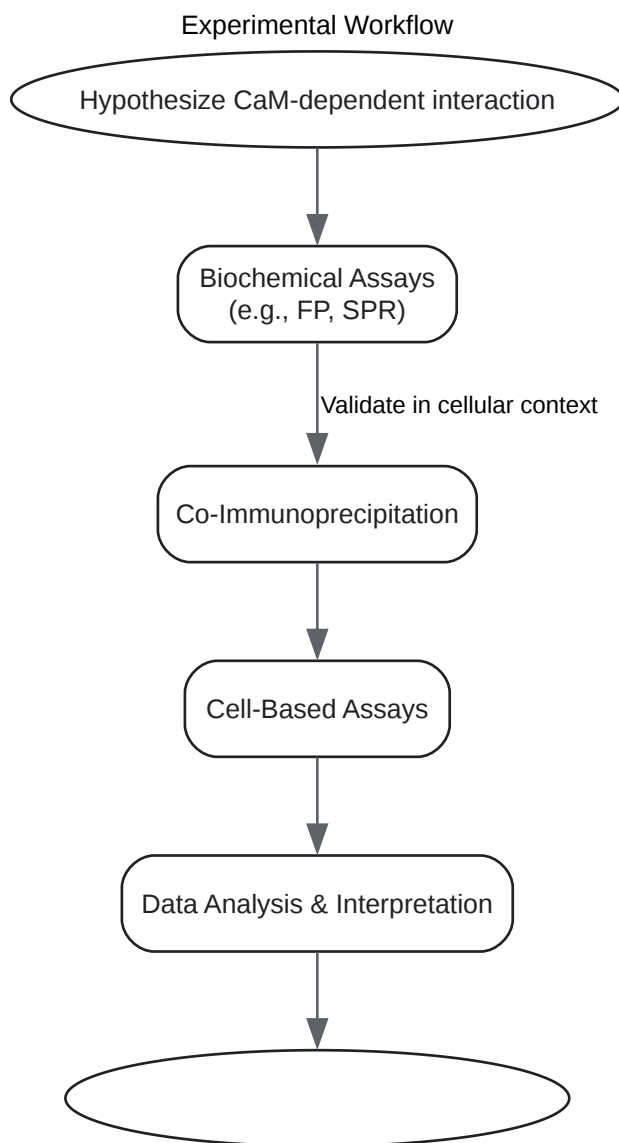 Experimental Workflow
Hypothesize CaM-dependent interaction
Biochemical Assays
(e.g., FP, SPR)
Validate in cellular context
Co-Immunoprecipitation
Cell-Based Assays
Data Analysis & Interpretation